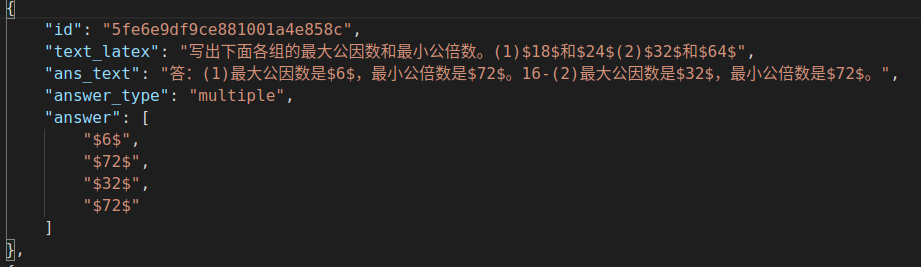 {
"id": "5fe6e9df9ce881001a4e858c",
"text_latex": "写出下面各组的最大公因数和最小公倍数。(1)$18$和$24$(2)$32$和$64$",
"ans_text": "答：(1)最大公因数是$6$，最小公倍数是$72$。16-(2)最大公因数是$32$，最小公倍数是$72$。",
"answer_type": "multiple",
"answer": [
"$6$",
"$72$",
"$32$",
"$72$"
]
},